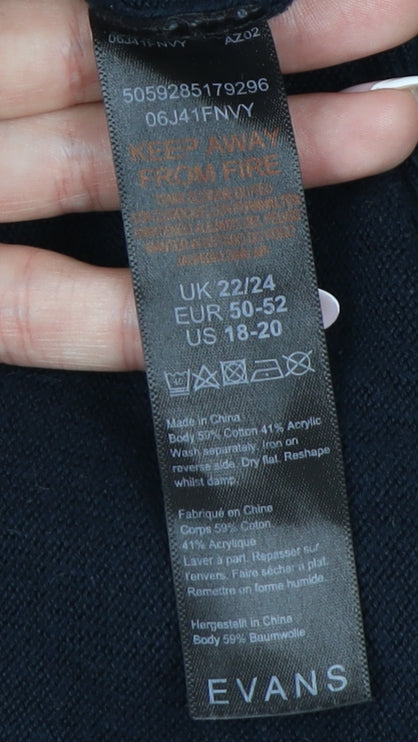 06J41FNVY AZ02
5059285179296
06J41FNVY
KEEP AWAY
FROM FIRE
UK 22/24
EUR 50-52
US 18-20
Made in China
Body 59% Cotton 41% Acrylic
Wash separately. Iron on
reverse side. Dry flat. Reshape
whilst damp.
Fabriqué en Chine
Corps 59% Coton
41% Acrylique
Laver à part. Repasser sur
l'envers. Faire sécher à plat.
Remettre en forme humide.
Hergestellt in China
Body 59% Baumwolle
EVANS